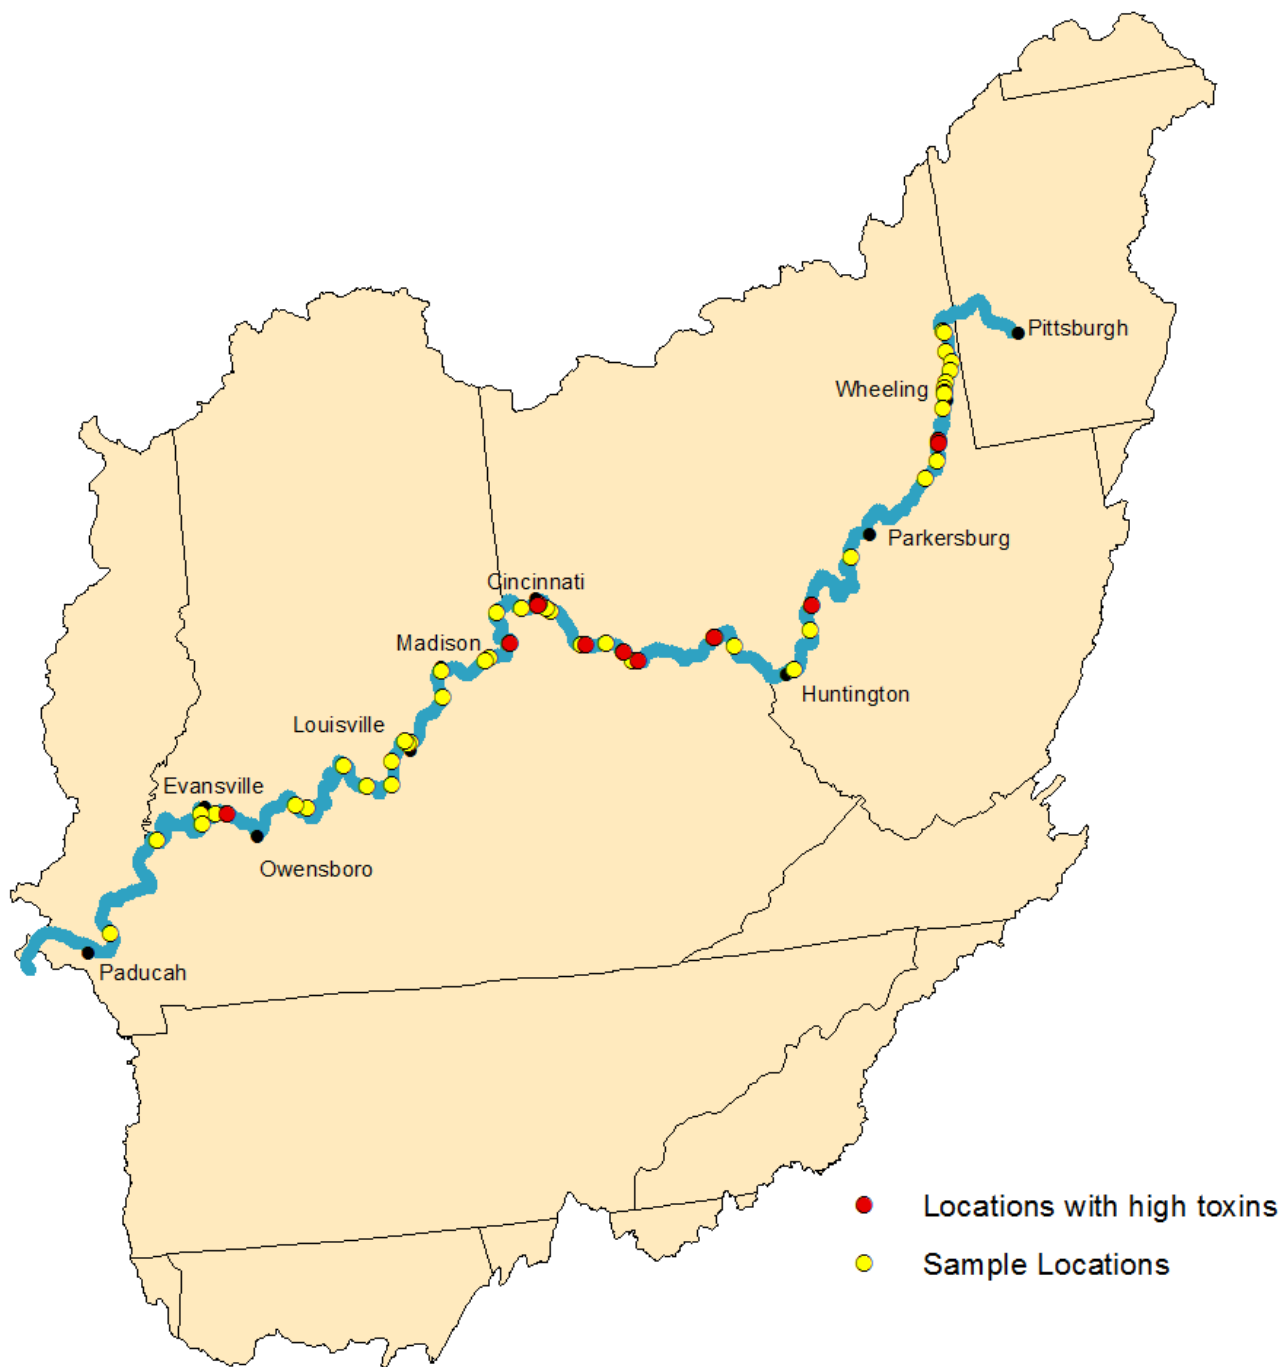 Pittsburgh
Wheeling
Parkersburg
Cincinnati
Madison
Huntington
Louisville
Evansville
Owensboro
Paducah
Locations with high toxins
Sample Locations